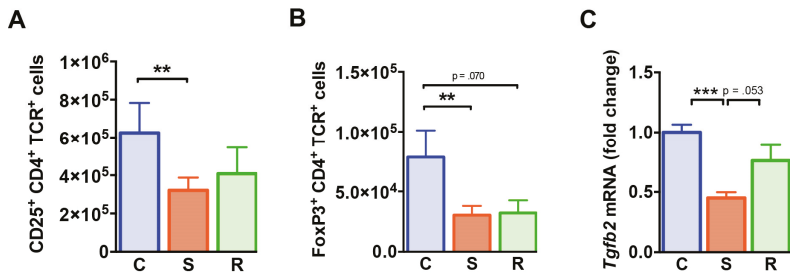 A
CD25⁺ CD4⁺ TCR⁺ cells
1×10⁶
8×10⁵
6×10⁵
4×10⁵
2×10⁵
**
C S R
B
FoxP3⁺ CD4⁺ TCR⁺ cells
1.5×10⁵
1.0×10⁵
5.0×10⁴
0.0
p = .070
**
C S R
C
Tgfb2 mRNA (fold change)
1.5
1.0
0.5
0.0
*** p = .053
C S R